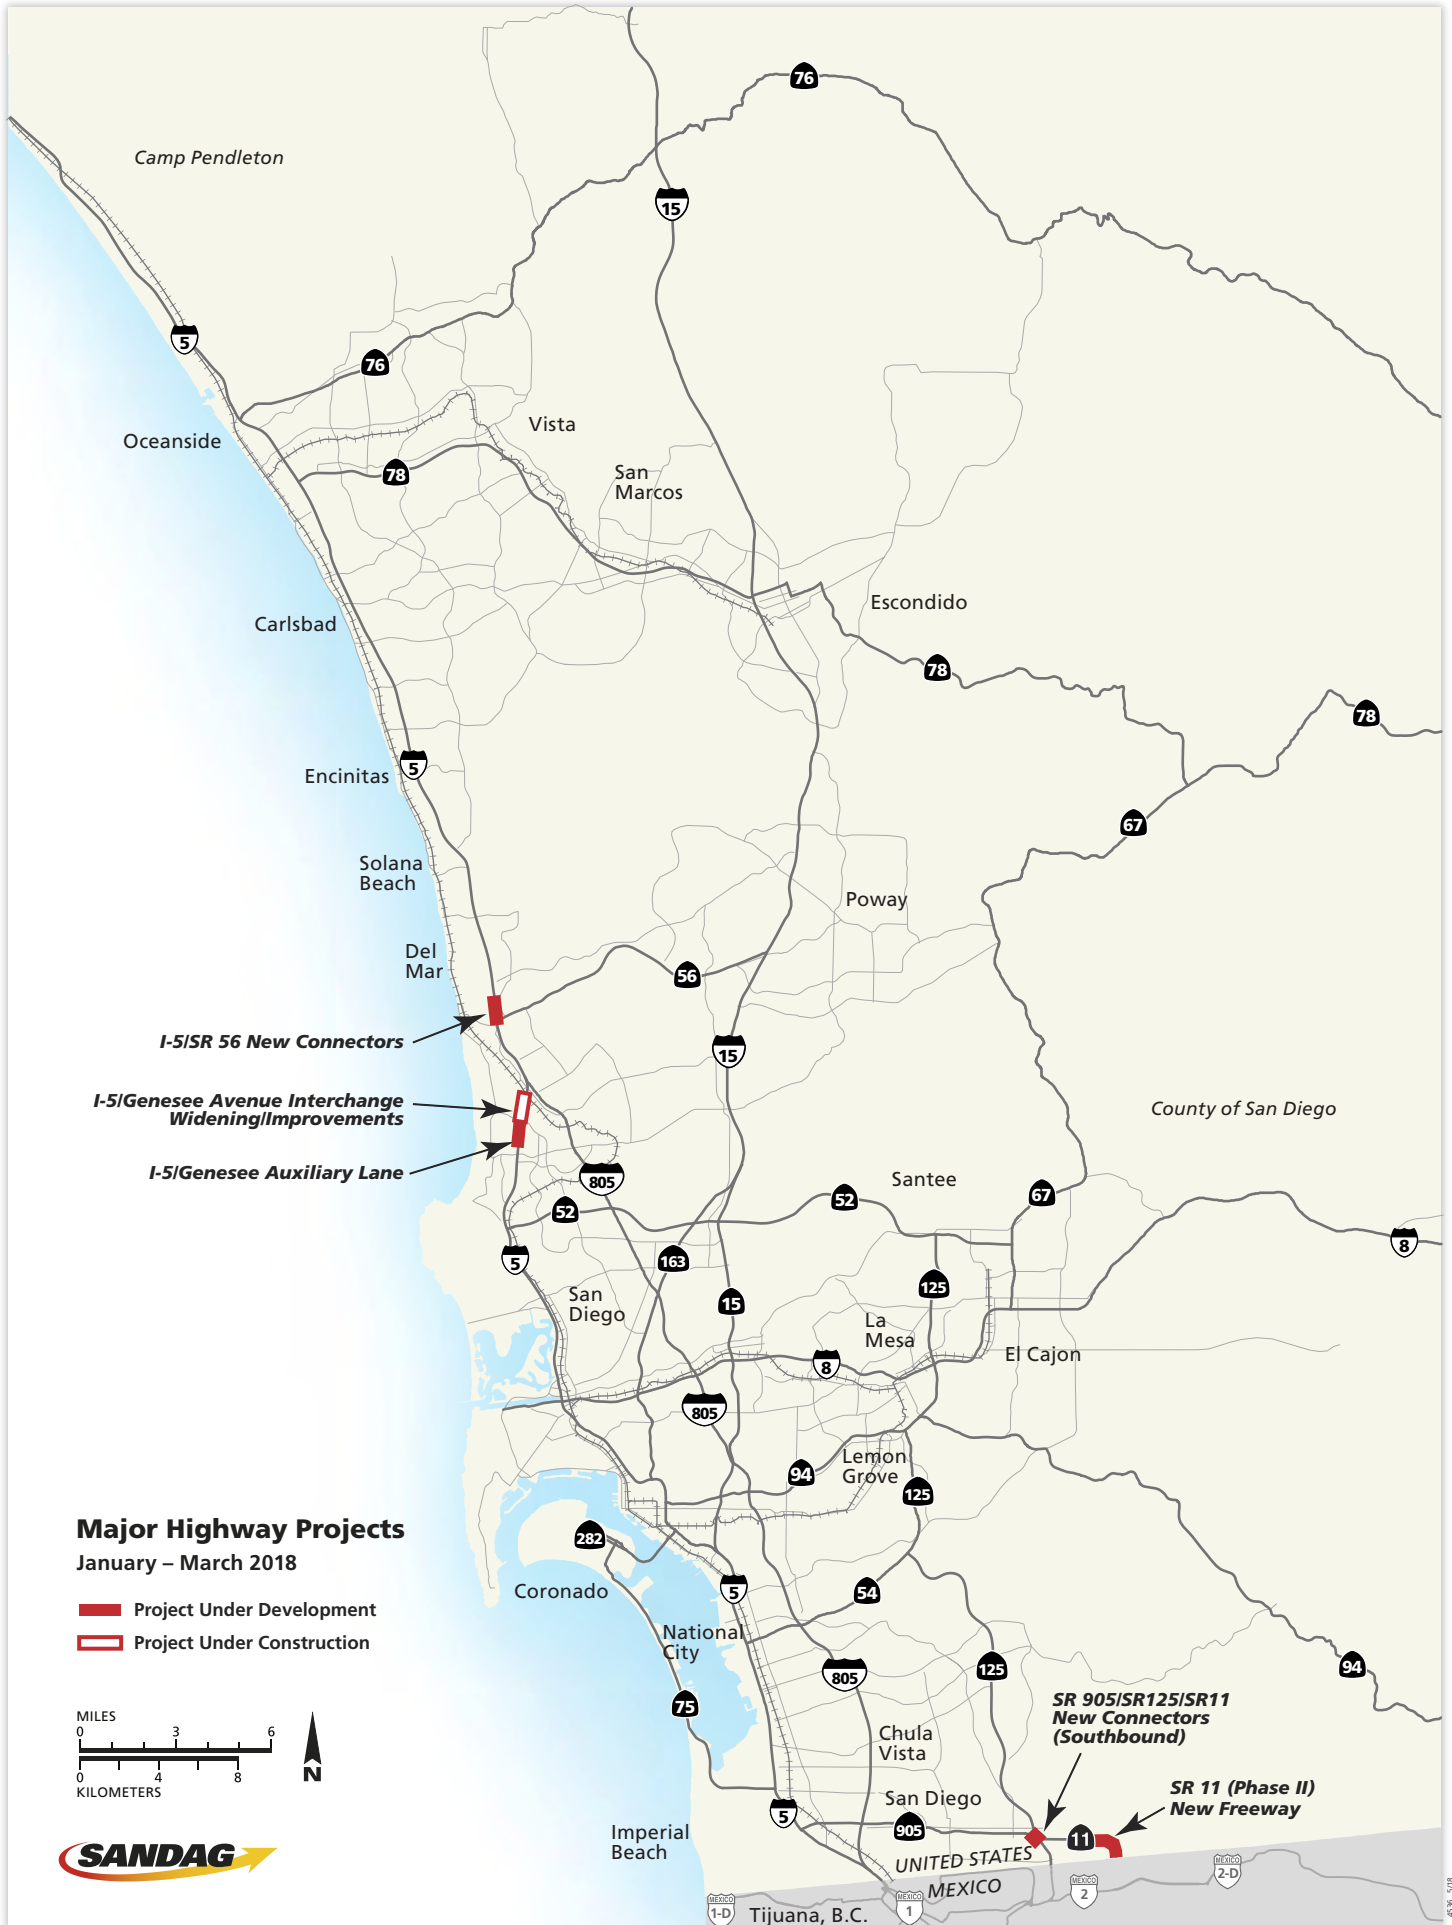 76
Camp Pendleton
15
5
76
Oceanside
Vista
78
San
Marcos
Carlsbad
Escondido
78
78
Encinitas
5
67
Solana
Beach
Poway
Del
Mar
56
I-5/SR 56 New Connectors
15
I-5/Genesee Avenue Interchange
Widening/Improvements
County of San Diego
I-5/Genesee Auxiliary Lane
805
Santee
52
52
67
5
163
8
125
San
Diego
15
La
Mesa
El Cajon
8
805
Lemon
Grove
94
125
Major Highway Projects
January – March 2018
282
Coronado
5
54
Project Under Development
Project Under Construction
National
City
805
125
94
75
SR 905/SR125/SR11
New Connectors
(Southbound)
MILES
0 3 6
0 4 8
KILOMETERS
N
Chula
Vista
San Diego
SR 11 (Phase II)
New Freeway
5
905
11
Imperial
Beach
SANDAG
UNITED STATES
MEXICO
MEXICO
1-D
Tijuana, B.C.
MEXICO
1
MEXICO
2
MEXICO
2-D